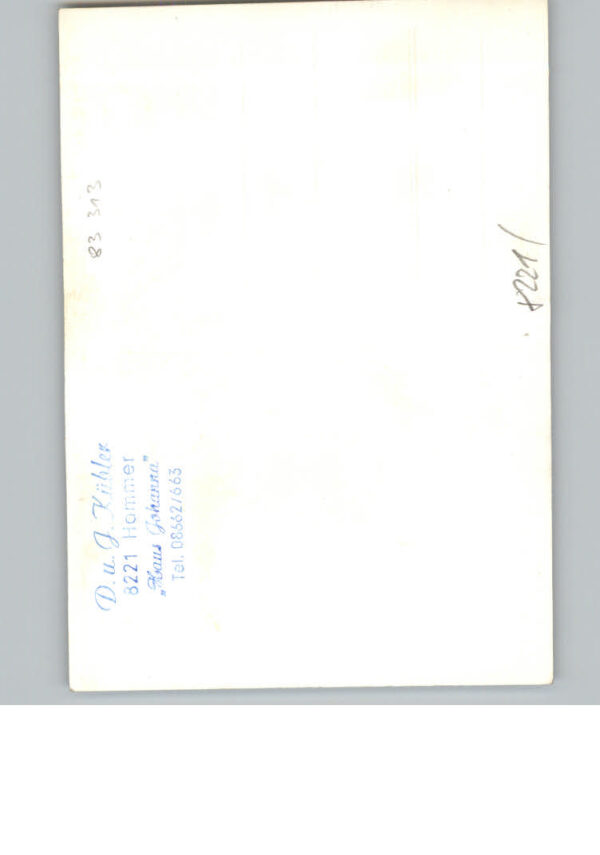 D. u. J. Kühler
8221 Hammer
„Haus Johanna”
Tel. 08662/663
83 313
8221/